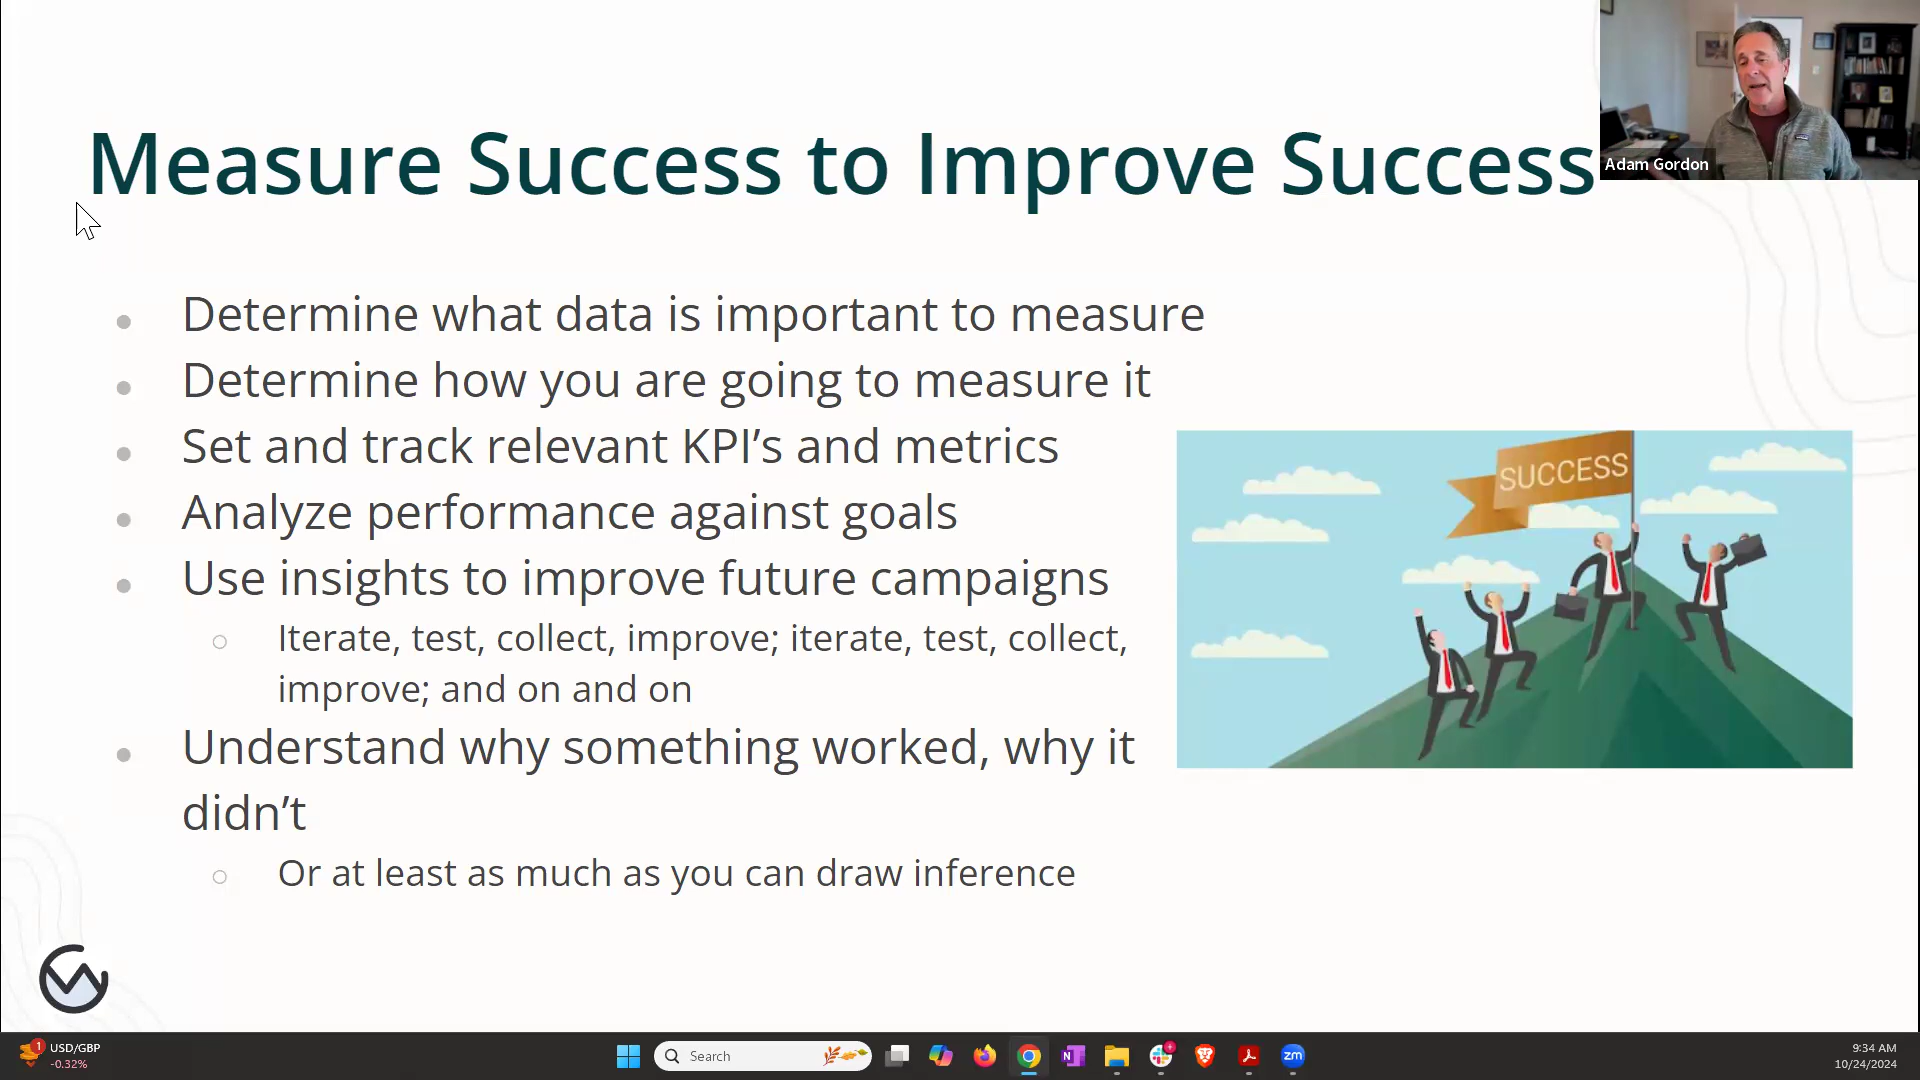 Measure Success to Improve Success
Adam Gordon
Determine what data is important to measure
Determine how you are going to measure it
Set and track relevant KPI’s and metrics
Analyze performance against goals
Use insights to improve future campaigns
Iterate, test, collect, improve; iterate, test, collect,
improve; and on and on
Understand why something worked, why it
didn’t
Or at least as much as you can draw inference
SUCCESS
1
USD/GBP
-0.32%
Search
N
zm
9:34 AM
10/24/2024